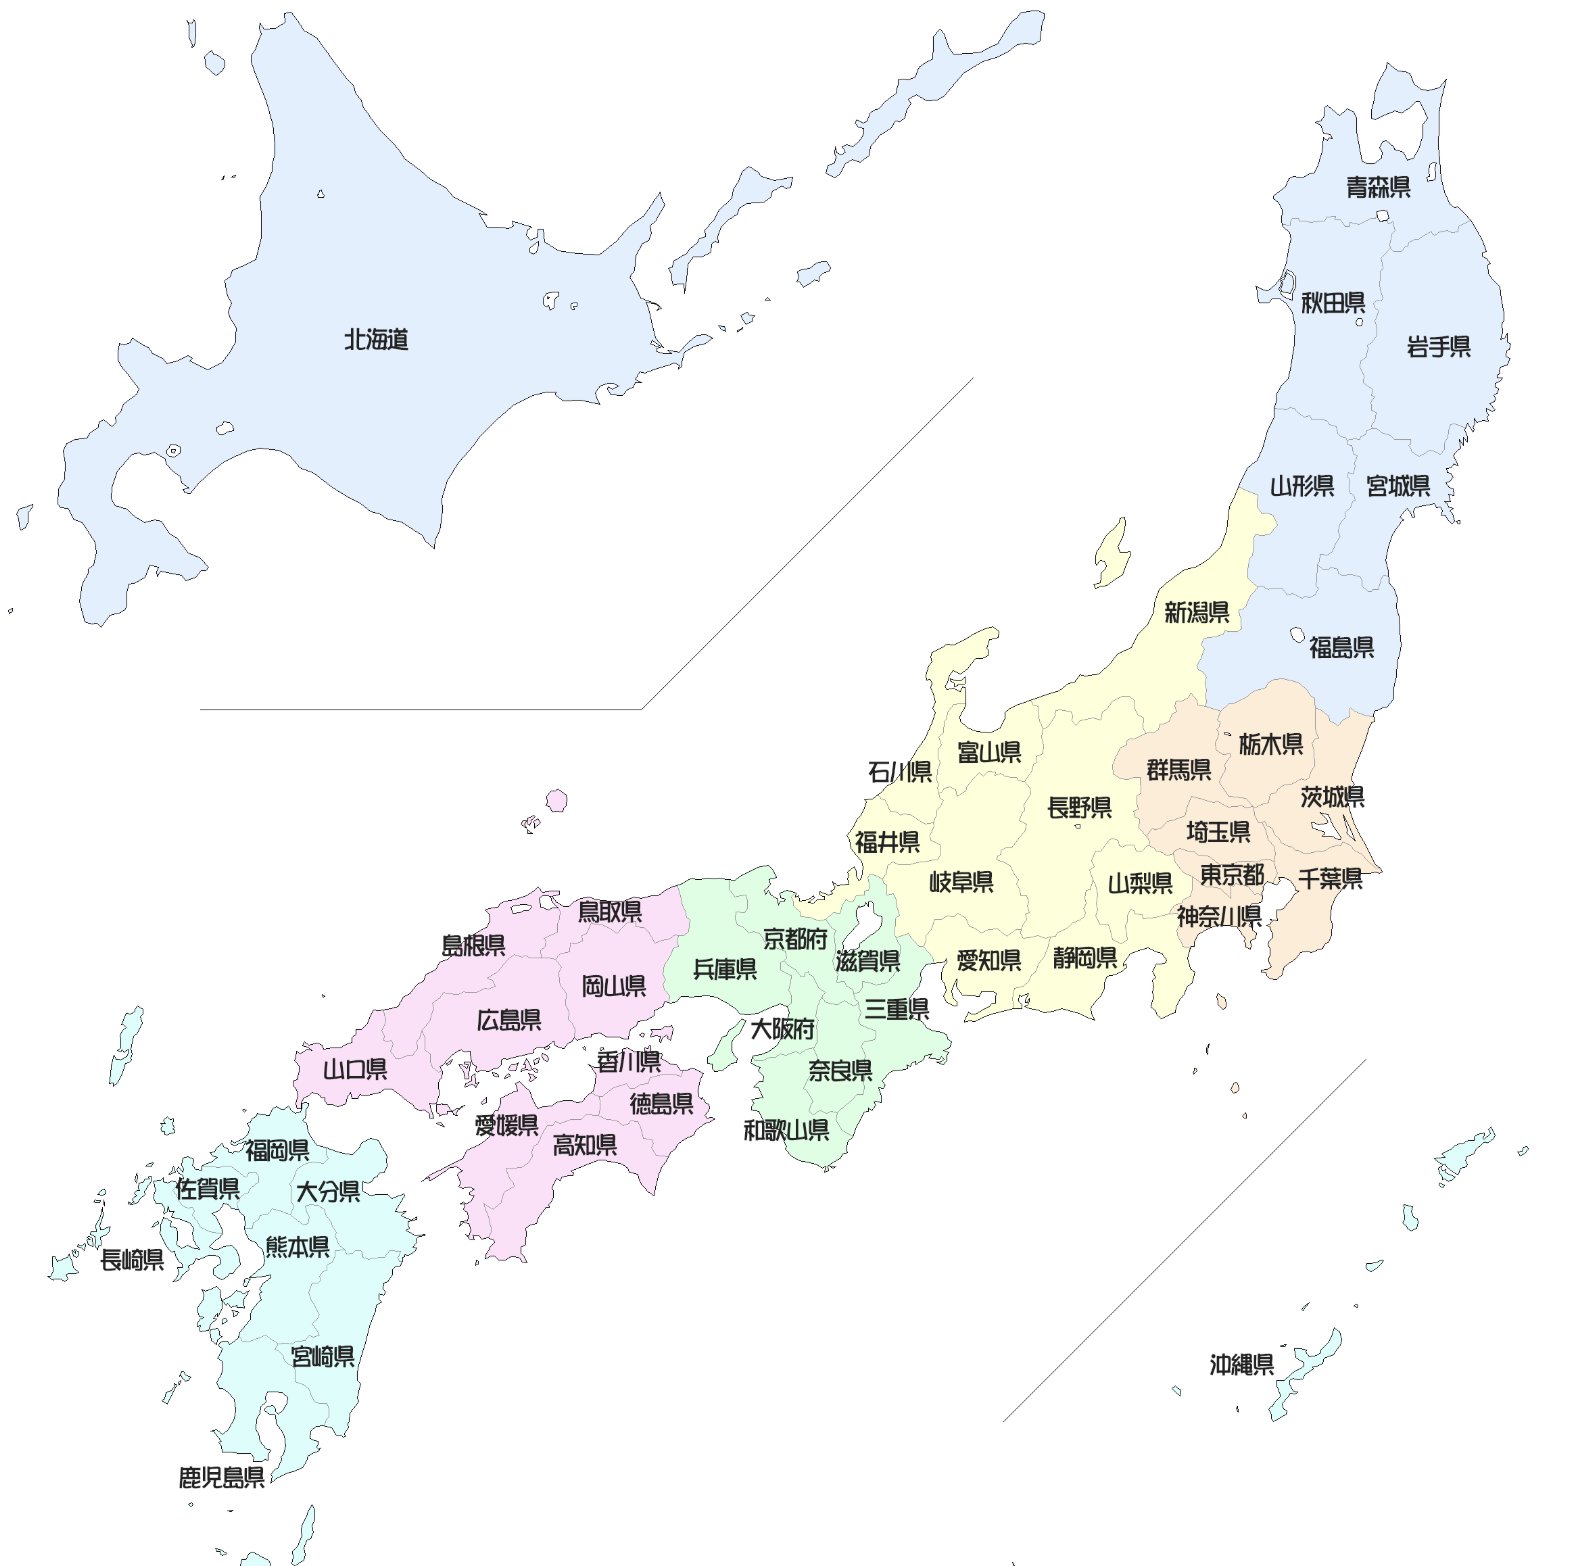 青森県
秋田県
北海道
岩手県
山形県
宮城県
新潟県
福島県
栃木県
富山県
群馬県
石川県
茨城県
長野県
埼玉県
福井県
東京都
千葉県
岐阜県
山梨県
鳥取県
神奈川県
京都府
島根県
静岡県
愛知県
滋賀県
兵庫県
岡山県
三重県
広島県
大阪府
香川県
山口県
奈良県
徳島県
愛媛県
和歌山県
高知県
福岡県
佐賀県
大分県
熊本県
長崎県
宮崎県
沖縄県
鹿児島県